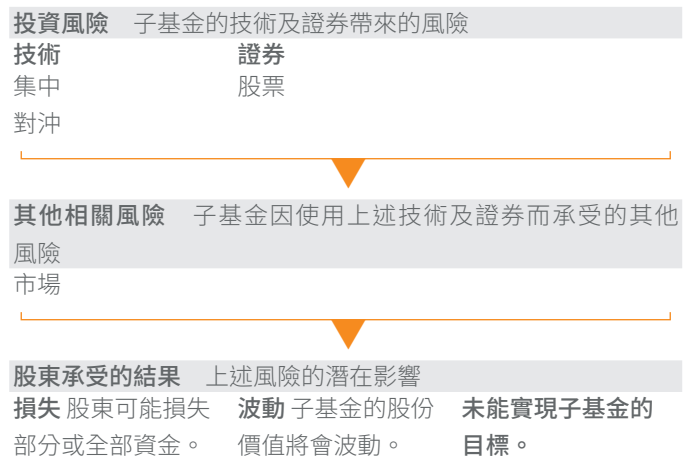 投資風險 子基金的技術及證券帶來的風險
技術 證券
集中 股票
對沖
其他相關風險 子基金因使用上述技術及證券而承受的其他
風險
市場
股東承受的結果 上述風險的潛在影響
損失 股東可能損失 波動 子基金的股份 未能實現子基金的
部分或全部資金。 價值將會波動。 目標。